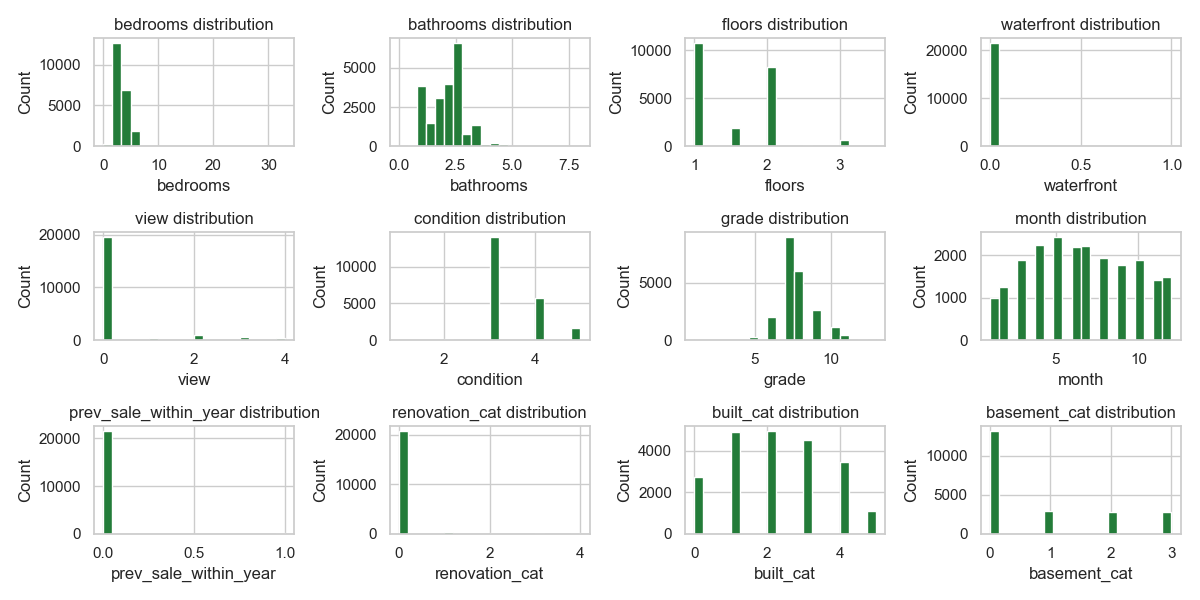 bedrooms distribution
Count
10000
5000
0
0 10 20 30
bedrooms
bathrooms distribution
Count
5000
2500
0
0.0 2.5 5.0 7.5
bathrooms
floors distribution
Count
10000
5000
0
1 2 3
floors
waterfront distribution
Count
20000
10000
0
0.0 0.5 1.0
waterfront
view distribution
Count
20000
10000
0
0 2 4
view
condition distribution
Count
10000
5000
0
2 4
condition
grade distribution
Count
5000
0
5 10
grade
month distribution
Count
2000
1000
0
5 10
month
prev_sale_within_year distribution
Count
20000
10000
0
0.0 0.5 1.0
prev_sale_within_year
renovation_cat distribution
Count
20000
10000
0
0 2 4
renovation_cat
built_cat distribution
Count
4000
2000
0
0 2 4
built_cat
basement_cat distribution
Count
10000
5000
0
0 1 2 3
basement_cat